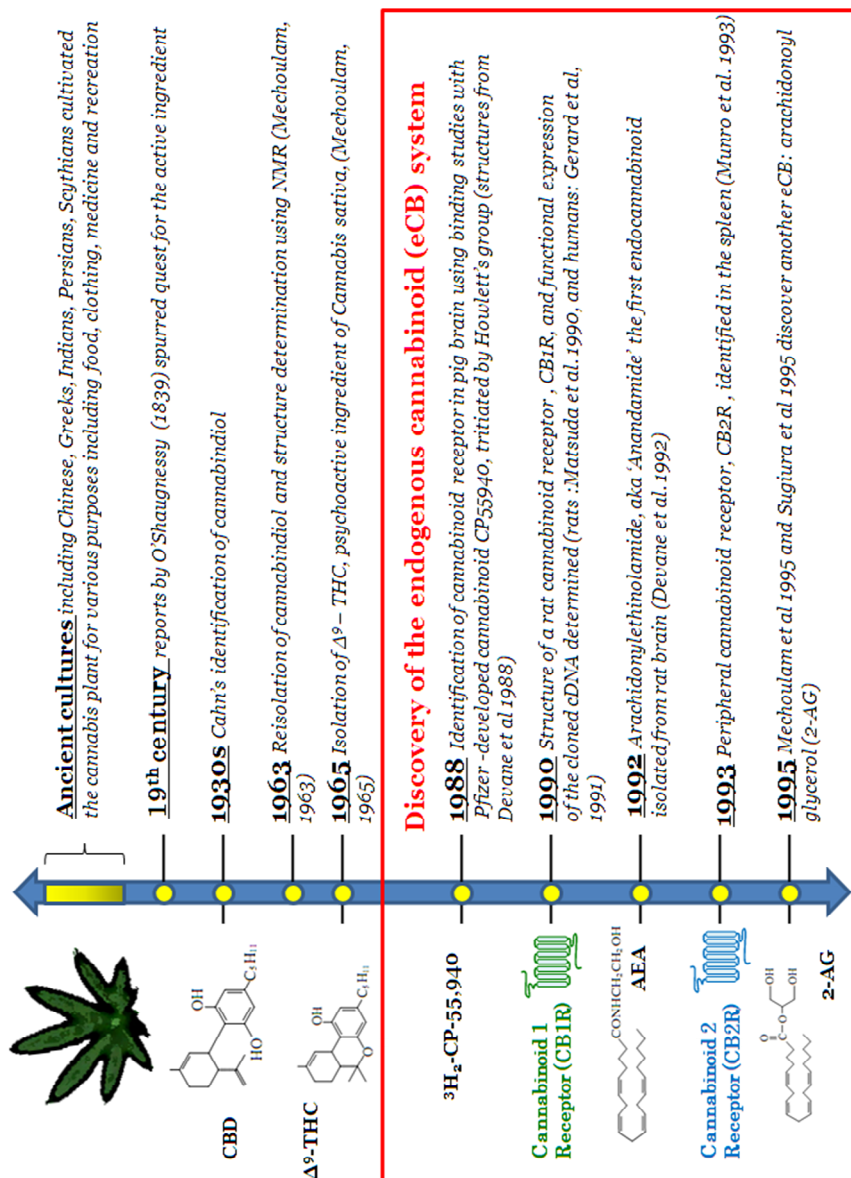 Ancient cultures including Chinese, Greeks, Indians, Persians, Scythians cultivated
the cannabis plant for various purposes including food, clothing, medicine and recreation
19th century reports by O'Shaugnessy (1839) spurred quest for the active ingredient
1930s Cahn's identification of cannabindiol
1963 Reisolation of cannabindiol and structure determination using NMR (Mechoulam,
1963)
1965 Isolation of Δ⁹ – THC, psychoactive ingredient of Cannabis sativa, (Mechoulam,
1965)
Discovery of the endogenous cannabinoid (eCB) system
1988 Identification of cannabinoid receptor in pig brain using binding studies with
Pfizer -developed cannabinoid CP55940, tritiated by Howlett's group (structures from
Devane et al 1988)
1990 Structure of a rat cannabinoid receptor , CB1R, and functional expression
of the cloned cDNA determined (rats :Matsuda et al. 1990, and humans: Gerard et al,
1991)
1992 Arachidonylethinolamide, aka 'Anandamide' the first endocannabinoid
isolated from rat brain (Devane et al. 1992)
1993 Peripheral cannabinoid receptor, CB2R , identified in the spleen (Munro et al. 1993)
1995 Mechoulam et al 1995 and Sugiura et al 1995 discover another eCB: arachidonoyl
glycerol (2-AG)
OH
C₅H₁₁
HO
CBD
OH
C₅H₁₁
O
Δ⁹-THC
³H₂-CP-55,940
Cannabinoid 1
Receptor (CB1R)
CONHCH₂CH₂OH
AEA
Cannabinoid 2
Receptor (CB2R)
O
C-O
OH
OH
2-AG